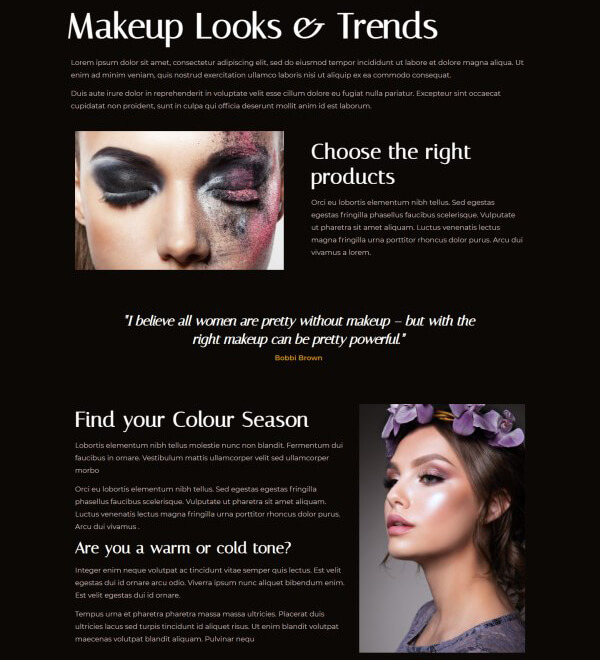 Makeup Looks & Trends
Lorem ipsum dolor sit amet, consectetur adipiscing elit, sed do eiusmod tempor incididunt ut labore et dolore magna aliqua. Ut
enim ad minim veniam, quis nostrud exercitation ullamco laboris nisi ut aliquip ex ea commodo consequat.
Duis aute irure dolor in reprehenderit in voluptate velit esse cillum dolore eu fugiat nulla pariatur. Excepteur sint occaecat
cupidatat non proident, sunt in culpa qui officia deserunt mollit anim id est laborum.
Choose the right
products
Orci eu lobortis elementum nibh tellus. Sed egestas
egestas fringilla phasellus faucibus scelerisque. Vulputate
ut pharetra sit amet aliquam. Luctus venenatis lectus
magna fringilla urna porttitor rhoncus dolor purus. Arcu dui
vivamus a lorem.
"I believe all women are pretty without makeup – but with the
right makeup can be pretty powerful."
Bobbi Brown
Find your Colour Season
Lobortis elementum nibh tellus molestie nunc non blandit. Fermentum dui
faucibus in ornare. Vestibulum mattis ullamcorper velit sed ullamcorper
morbo
Orci eu lobortis elementum nibh tellus. Sed egestas egestas fringilla
phasellus faucibus scelerisque. Vulputate ut pharetra sit amet aliquam.
Luctus venenatis lectus magna fringilla urna porttitor rhoncus dolor purus.
Arcu dui vivamus .
Are you a warm or cold tone?
Integer enim neque volutpat ac tincidunt vitae semper quis lectus. Est velit
egestas dui id ornare arcu odio. Viverra ipsum nunc aliquet bibendum enim.
Est velit egestas dui id ornare.
Tempus urna et pharetra pharetra massa massa ultricies. Placerat duis
ultricies lacus sed turpis tincidunt id aliquet risus. Ut enim blandit volutpat
maecenas volutpat blandit aliquam. Pulvinar nequ